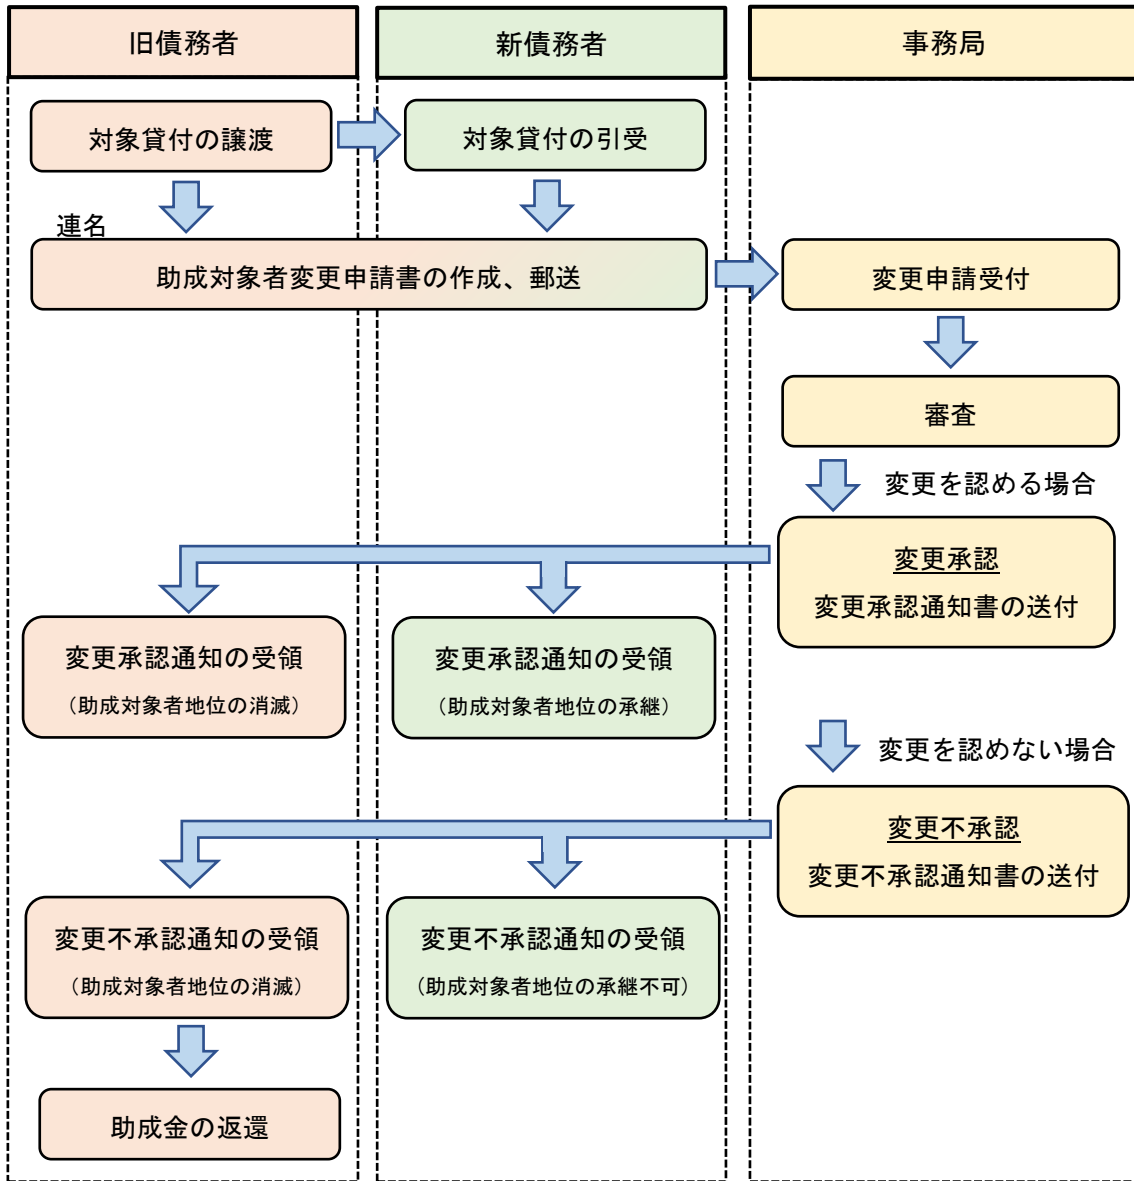 旧債務者
新債務者
事務局
対象貸付の譲渡
対象貸付の引受
連名
助成対象者変更申請書の作成、郵送
変更申請受付
審査
変更を認める場合
変更承認
変更承認通知書の送付
変更承認通知の受領
（助成対象者地位の消滅）
変更承認通知の受領
（助成対象者地位の承継）
変更を認めない場合
変更不承認
変更不承認通知書の送付
変更不承認通知の受領
（助成対象者地位の消滅）
変更不承認通知の受領
（助成対象者地位の承継不可）
助成金の返還